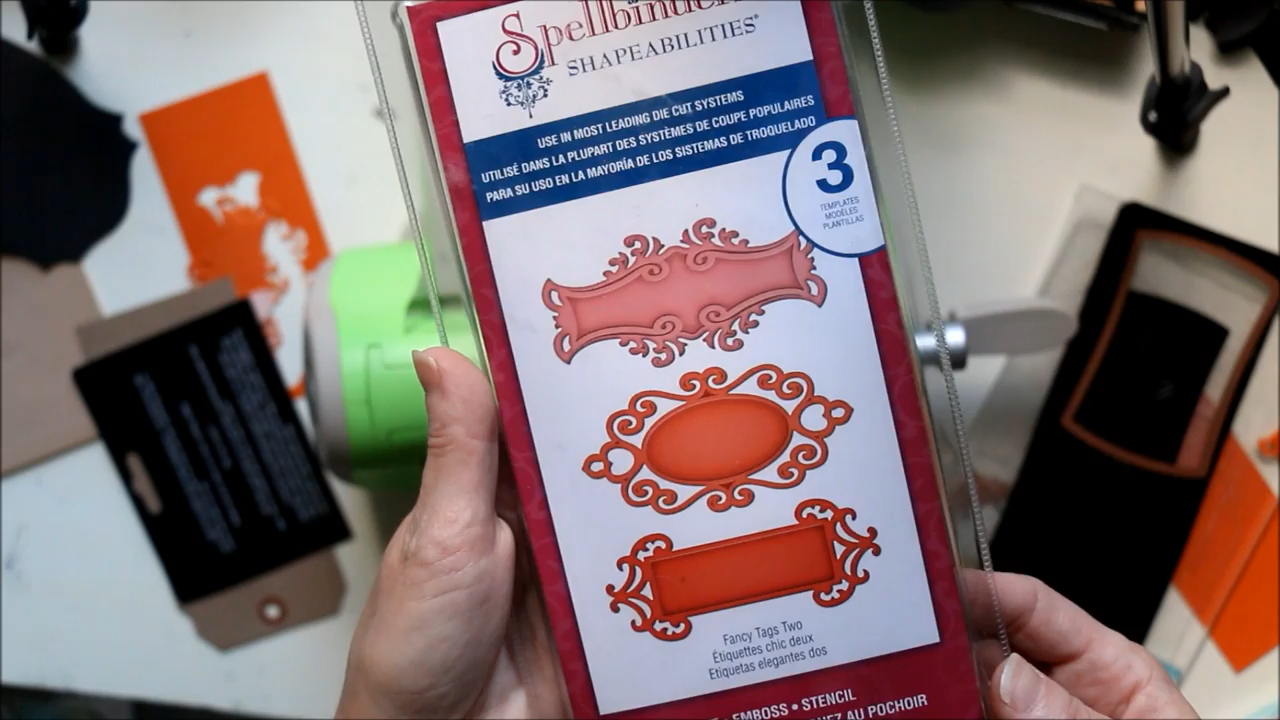 Spellbinders
SHAPEABILITIES®
USE IN MOST LEADING DIE CUT SYSTEMS
UTILISÉ DANS LA PLUPART DES SYSTÈMES DE COUPE POPULAIRES
PARA SU USO EN LA MAYORÍA DE LOS SISTEMAS DE TROQUELADO
3
TEMPLATES
MODÈLES
PLANTILLAS
Fancy Tags Two
Étiquettes chic deux
Etiquetas elegantes dos
EMBOSS • STENCIL
AU POCHOIR